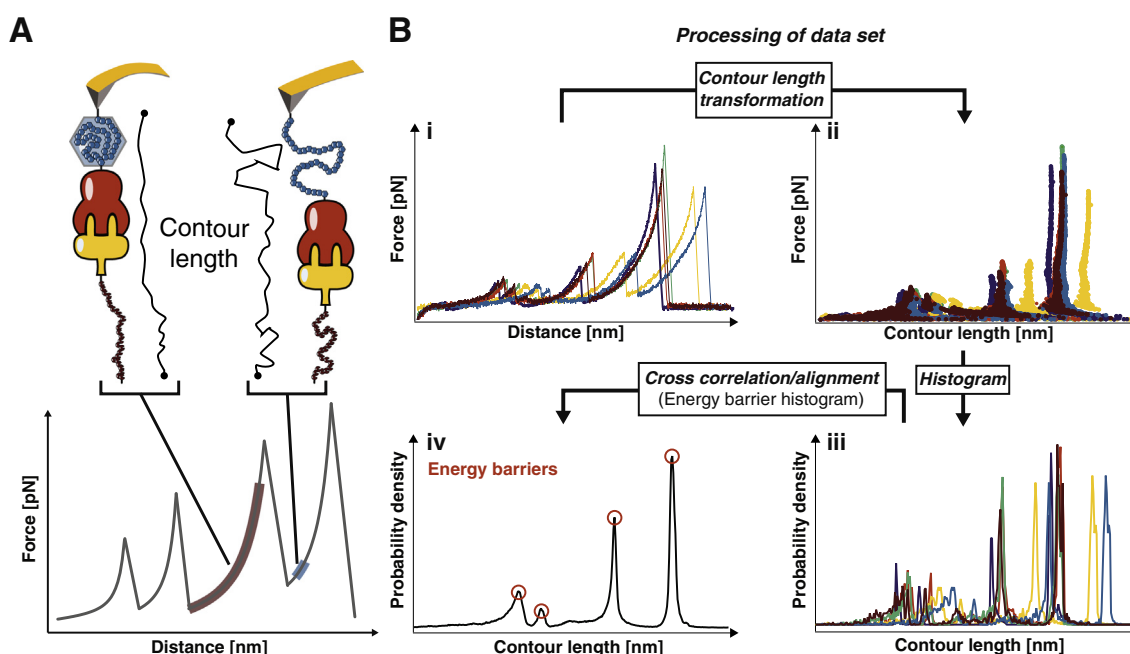 A
Contour
length
Force [pN]
Distance [nm]
B
Processing of data set
Contour length
transformation
i
Force [pN]
Distance [nm]
ii
Force [pN]
Contour length [nm]
Cross correlation/alignment
(Energy barrier histogram)
Histogram
iv
Energy barriers
Probability density
Contour length [nm]
iii
Probability density
Contour length [nm]